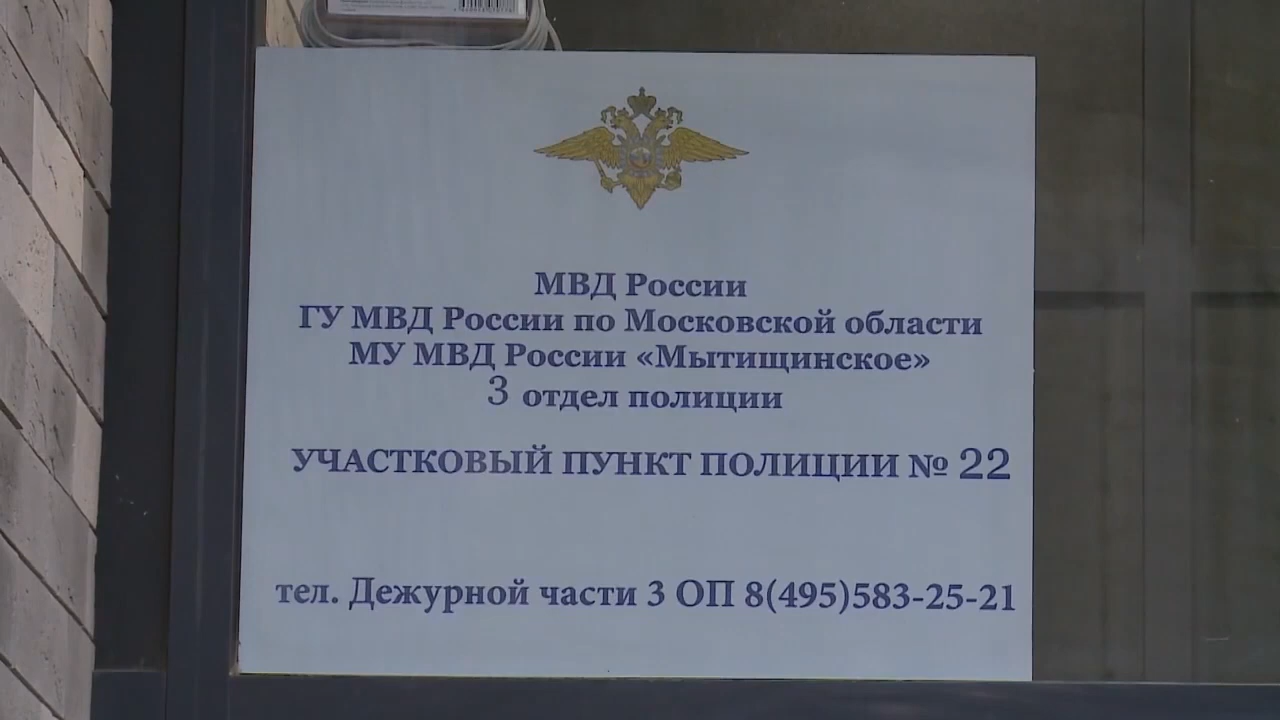 МВД России
ГУ МВД России по Московской области
МУ МВД России «Мытищинское»
3 отдел полиции
УЧАСТКОВЫЙ ПУНКТ ПОЛИЦИИ № 22
тел. Дежурной части 3 ОП 8(495)583-25-21